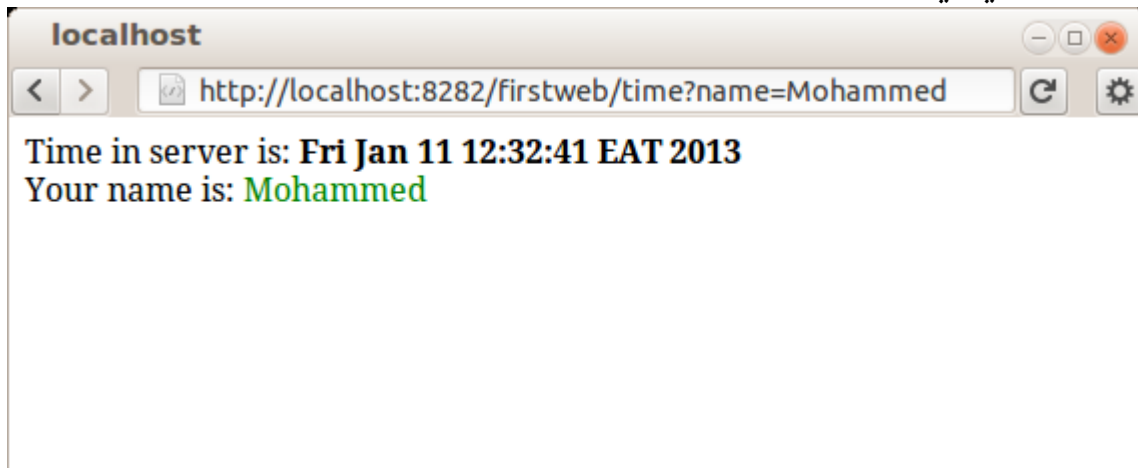 localhost
http://localhost:8282/firstweb/time?name=Mohammed
Time in server is: Fri Jan 11 12:32:41 EAT 2013
Your name is: Mohammed